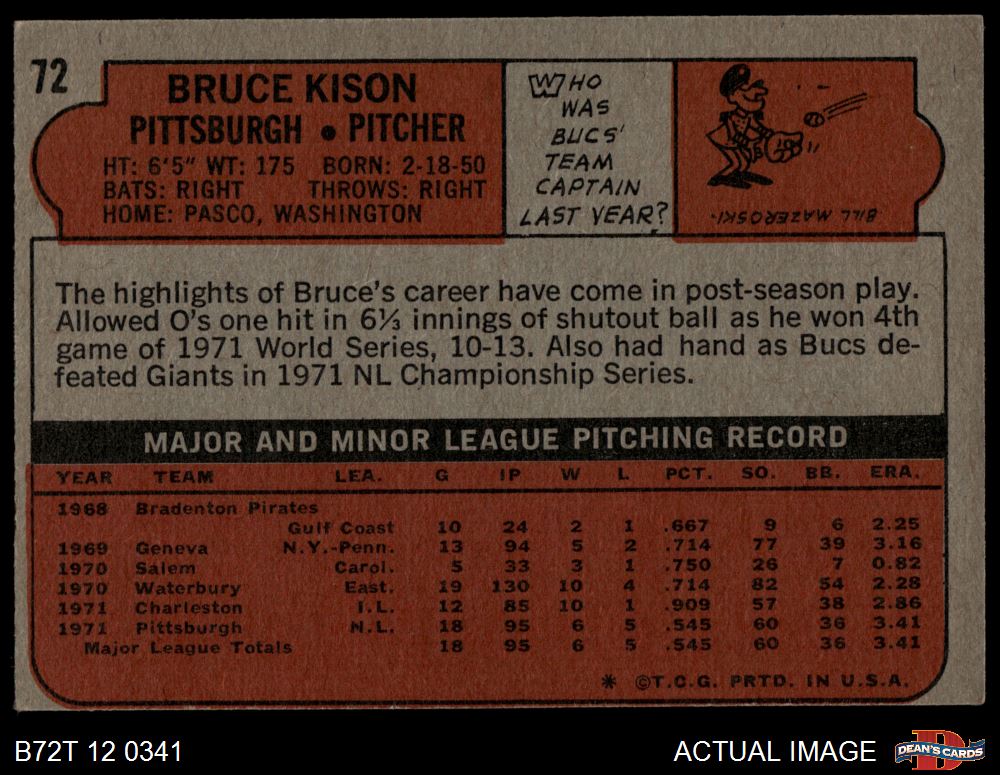 72
BRUCE KISON
PITTSBURGH • PITCHER
HT: 6'5" WT: 175 BORN: 2-18-50
BATS: RIGHT THROWS: RIGHT
HOME: PASCO, WASHINGTON
WHO
WAS
BUCS'
TEAM
CAPTAIN
LAST YEAR?
BILL MAZEROSKI.
The highlights of Bruce's career have come in post-season play.
Allowed O's one hit in 6⅓ innings of shutout ball as he won 4th
game of 1971 World Series, 10-13. Also had hand as Bucs de-
feated Giants in 1971 NL Championship Series.
MAJOR AND MINOR LEAGUE PITCHING RECORD
YEAR TEAM LEA. G IP W L PCT. SO. BB. ERA.
1968 Bradenton Pirates
Gulf Coast 10 24 2 1 .667 9 6 2.25
1969 Geneva N.Y.-Penn. 13 94 5 2 .714 77 39 3.16
1970 Salem Carol. 5 33 3 1 .750 26 7 0.82
1970 Waterbury East. 19 130 10 4 .714 82 54 2.28
1971 Charleston I.L. 12 85 10 1 .909 57 38 2.86
1971 Pittsburgh N.L. 18 95 6 5 .545 60 36 3.41
Major League Totals 18 95 6 5 .545 60 36 3.41
* ©T.C.G. PRTD. IN U.S.A.
B72T 12 0341
ACTUAL IMAGE
DEAN'S CARDS